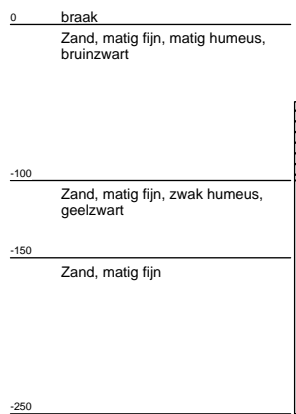 0 braak
Zand, matig fijn, matig humeus,
bruinzwart
-100
Zand, matig fijn, zwak humeus,
geelzwart
-150
Zand, matig fijn
-250